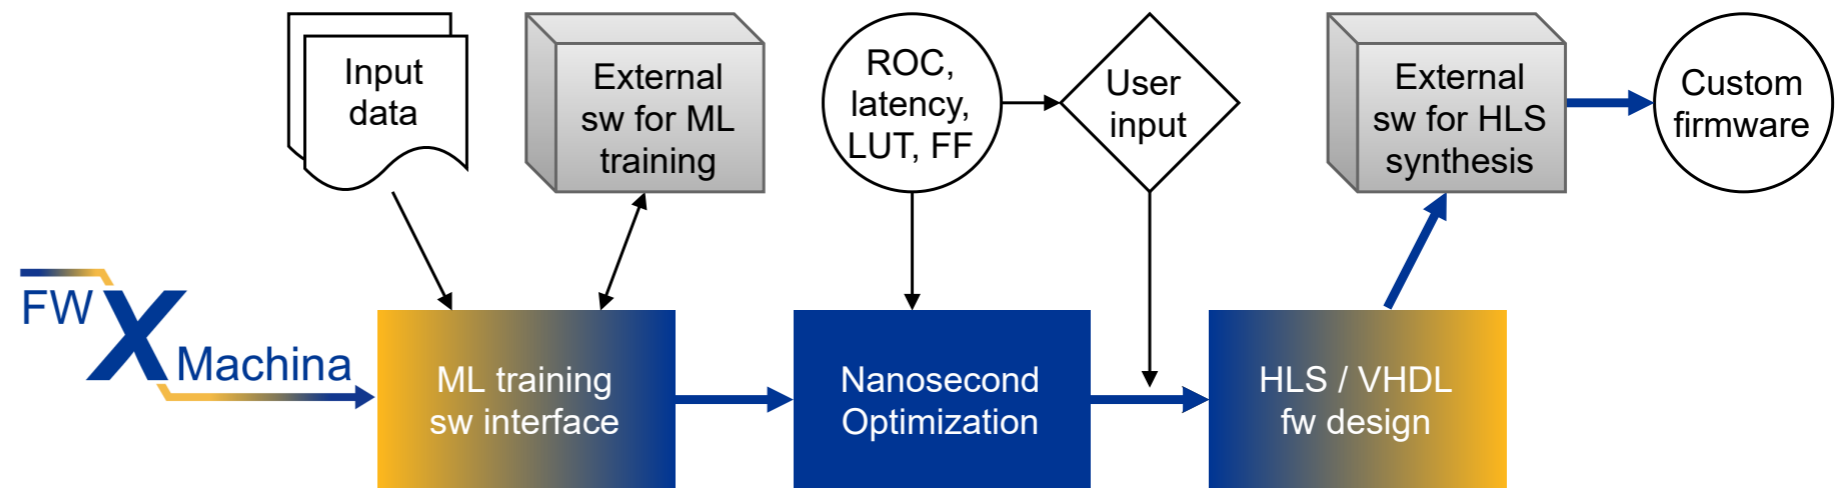 Input
data
External
sw for ML
training
ROC,
latency,
LUT, FF
User
input
External
sw for HLS
synthesis
Custom
firmware
FW
X
Machina
ML training
sw interface
Nanosecond
Optimization
HLS / VHDL
fw design